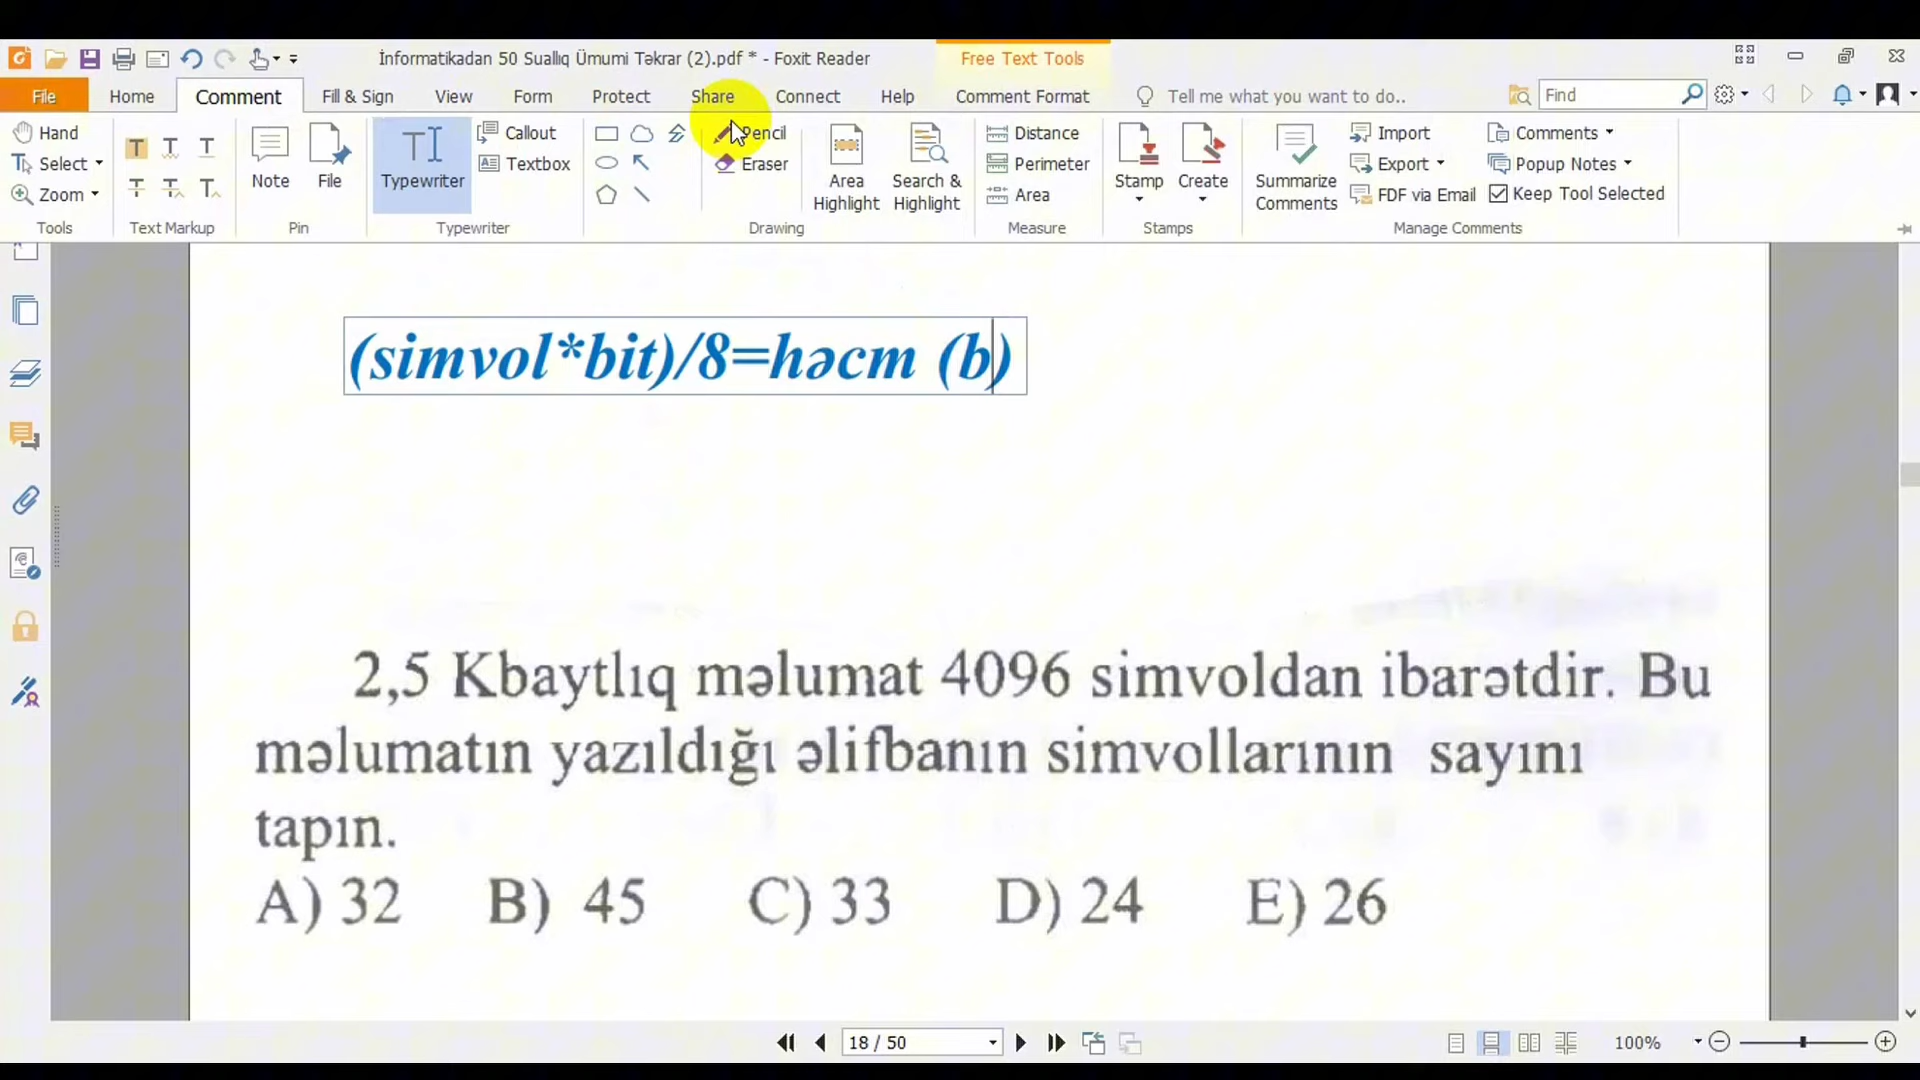 İnformatikadan 50 Suallıq Ümumi Təkrar (2).pdf * - Foxit Reader
Free Text Tools
File Home Comment Fill & Sign View Form Protect Share Connect Help Comment Format Tell me what you want to do.. Find
Hand
Select
Zoom
Tools
Text Markup
Note
File
Pin
Typewriter
Callout
Textbox
Typewriter
Pencil
Eraser
Area Highlight
Search & Highlight
Drawing
Distance
Perimeter
Area
Measure
Stamp
Create
Stamps
Summarize Comments
Import
Export
FDF via Email
Comments
Popup Notes
Keep Tool Selected
Manage Comments
(simvol*bit)/8=həcm (b)
2,5 Kbaytlıq məlumat 4096 simvoldan ibarətdir. Bu
məlumatın yazıldığı əlifbanın simvollarının sayını
tapın.
A) 32 B) 45 C) 33 D) 24 E) 26
18 / 50
100%